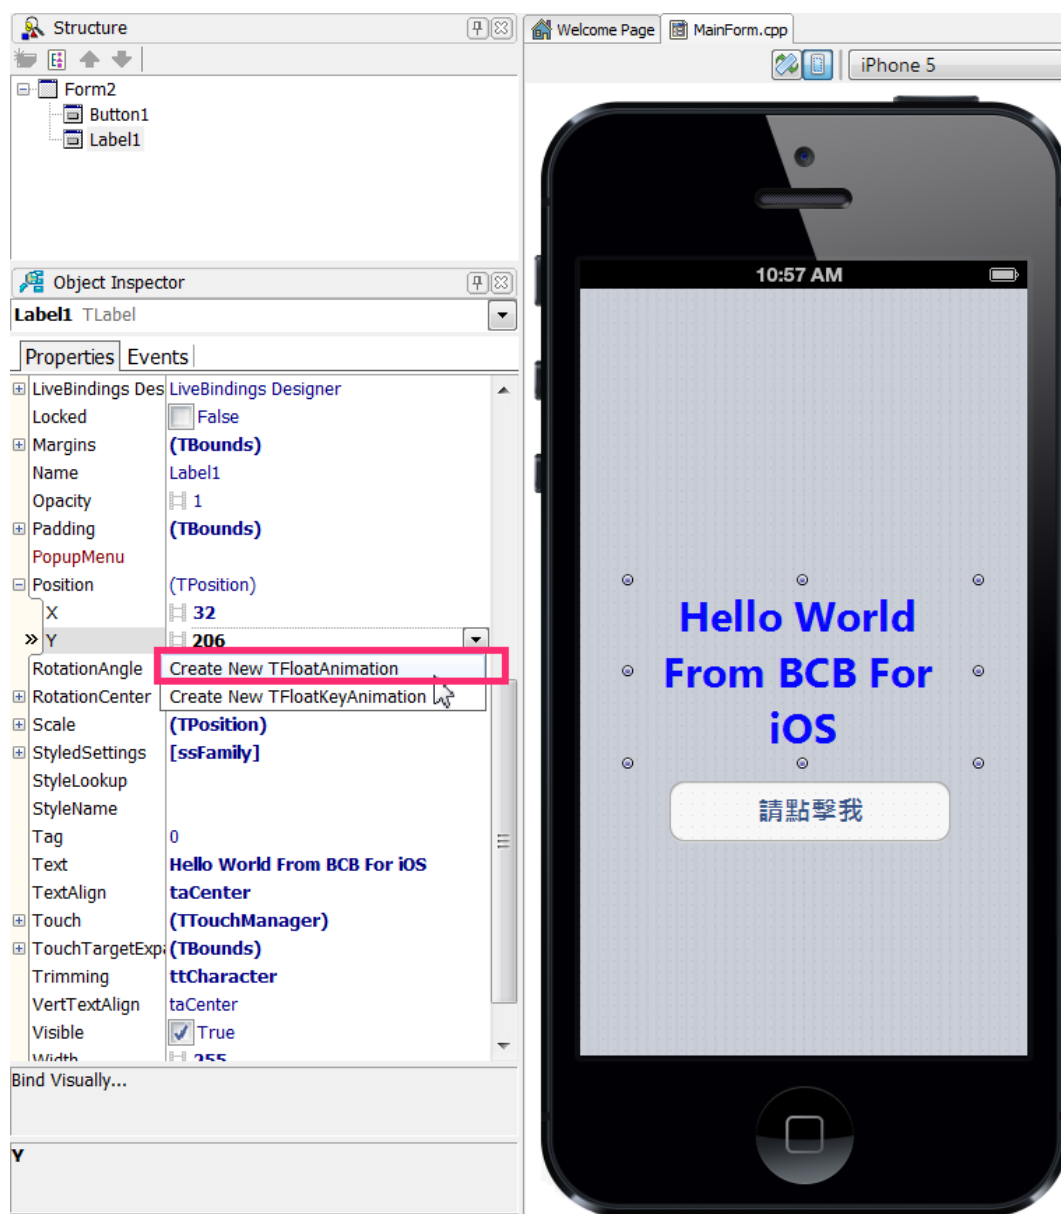 Structure
Form2
Button1
Label1
Object Inspector
Label1 TLabel
Properties Events
LiveBindings Des LiveBindings Designer
Locked False
Margins (TBounds)
Name Label1
Opacity 1
Padding (TBounds)
PopupMenu
Position (TPosition)
X 32
Y 206
RotationAngle Create New TFloatAnimation
RotationCenter Create New TFloatKeyAnimation
Scale (TPosition)
StyledSettings [ssFamily]
StyleLookup
StyleName
Tag 0
Text Hello World From BCB For iOS
TextAlign taCenter
Touch (TTouchManager)
TouchTargetExpa (TBounds)
Trimming ttCharacter
VertTextAlign taCenter
Visible True
Width 255
Bind Visually...
Y
Welcome Page MainForm.cpp
iPhone 5
10:57 AM
Hello World
From BCB For
iOS
請點擊我